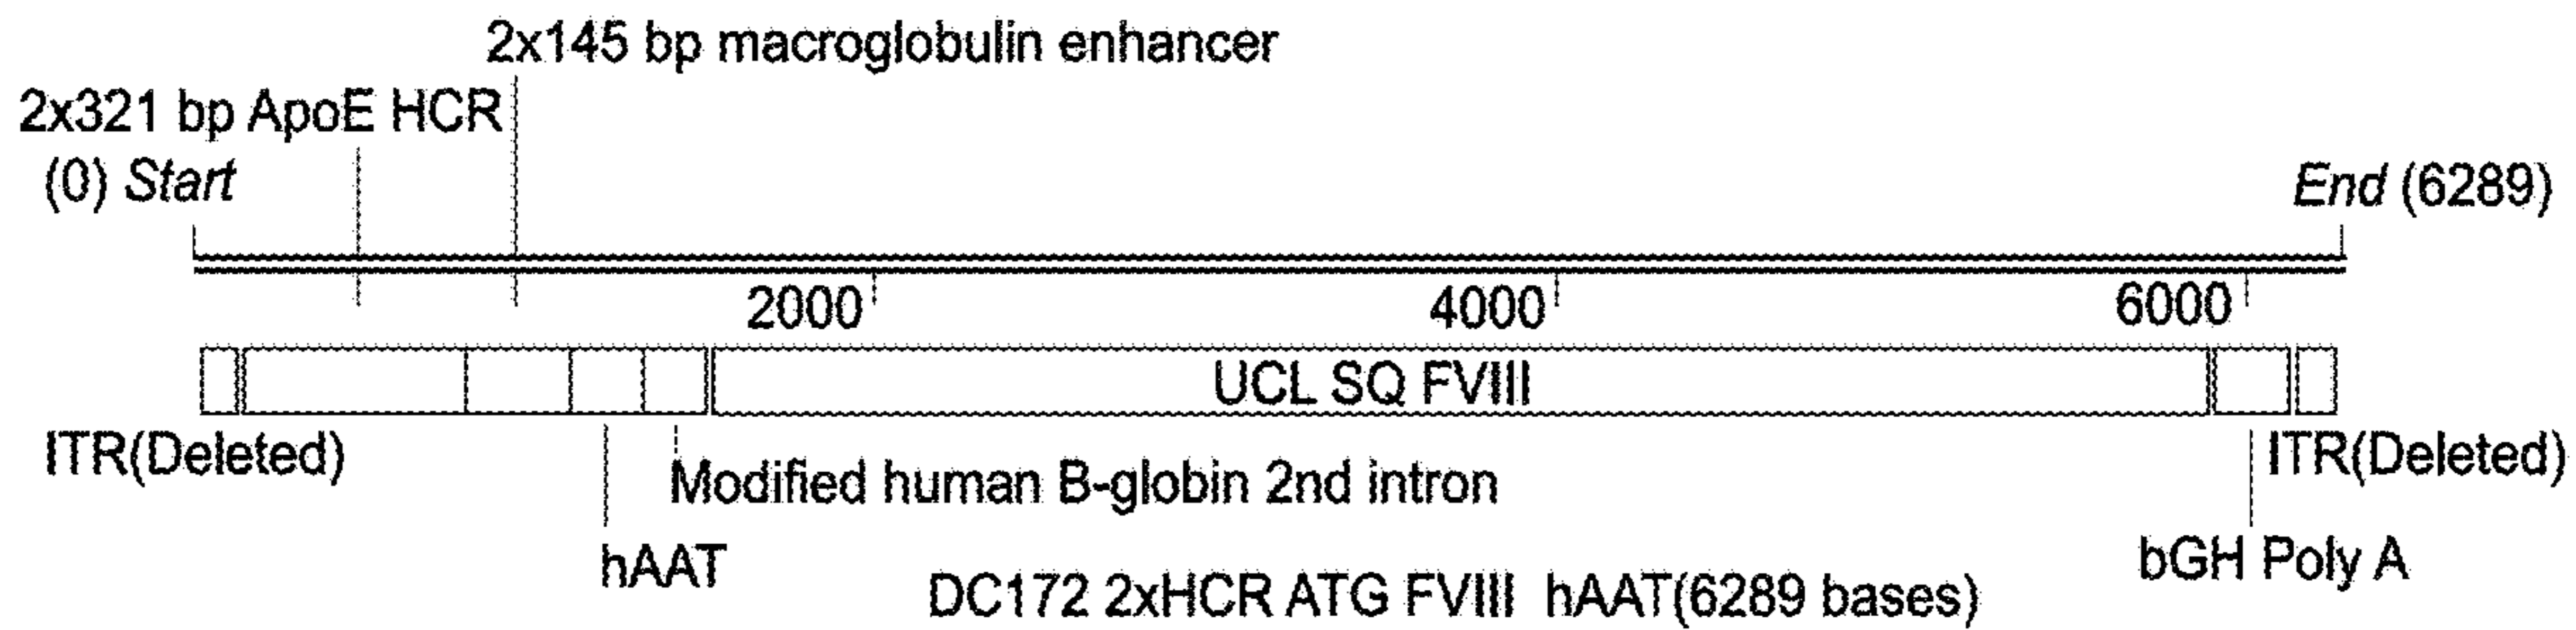 2x145 bp macroglobulin enhancer
2x321 bp ApoE HCR
(0) Start
End (6289)
2000
4000
6000
UCL SQ FVIII
ITR(Deleted)
ITR(Deleted)
Modified human B-globin 2nd intron
hAAT
bGH Poly A
DC172 2xHCR ATG FVIII hAAT(6289 bases)